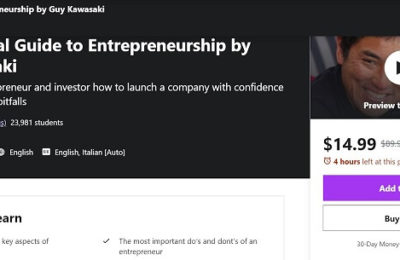 neurship by Guy Kawasaki
al Guide to Entrepreneurship by
ki
preneur and investor how to launch a company with confidence
pitfalls
s) 23,981 students
English English, Italian [Auto]
Preview t
$14.99 $89.9
4 hours left at this p
Add t
Buy
30-Day Money
earn
key aspects of
The most important do's and dont's of an
entrepreneur